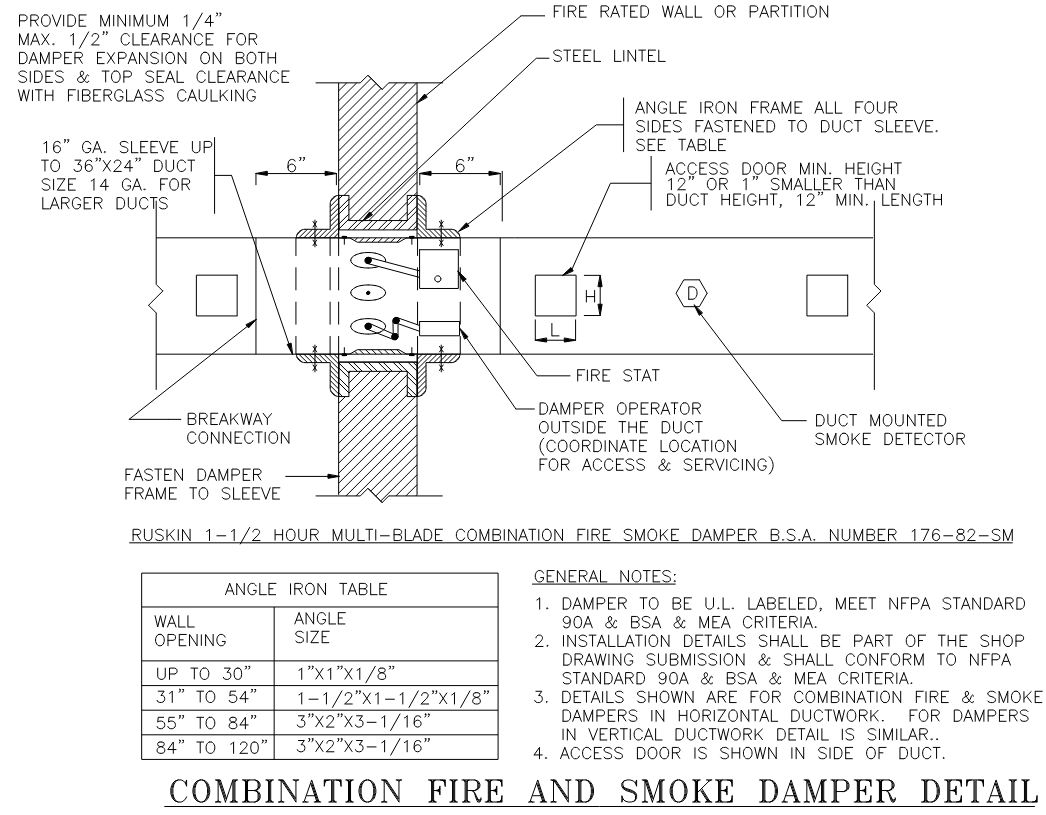 PROVIDE MINIMUM 1/4"
MAX. 1/2" CLEARANCE FOR
DAMPER EXPANSION ON BOTH
SIDES & TOP SEAL CLEARANCE
WITH FIBERGLASS CAULKING
FIRE RATED WALL OR PARTITION
STEEL LINTEL
ANGLE IRON FRAME ALL FOUR
SIDES FASTENED TO DUCT SLEEVE.
SEE TABLE
16" GA. SLEEVE UP
TO 36"X24" DUCT
SIZE 14 GA. FOR
LARGER DUCTS
6"
6"
ACCESS DOOR MIN. HEIGHT
12" OR 1" SMALLER THAN
DUCT HEIGHT, 12" MIN. LENGTH
H
L
D
FIRE STAT
BREAKWAY
CONNECTION
DAMPER OPERATOR
OUTSIDE THE DUCT
(COORDINATE LOCATION
FOR ACCESS & SERVICING)
DUCT MOUNTED
SMOKE DETECTOR
FASTEN DAMPER
FRAME TO SLEEVE
RUSKIN 1-1/2 HOUR MULTI-BLADE COMBINATION FIRE SMOKE DAMPER B.S.A. NUMBER 176-82-SM
ANGLE IRON TABLE
WALL OPENING
ANGLE SIZE
UP TO 30" 1"X1"X1/8"
31" TO 54" 1-1/2"X1-1/2"X1/8"
55" TO 84" 3"X2"X3-1/16"
84" TO 120" 3"X2"X3-1/16"
GENERAL NOTES:
1. DAMPER TO BE U.L. LABELED, MEET NFPA STANDARD
90A & BSA & MEA CRITERIA.
2. INSTALLATION DETAILS SHALL BE PART OF THE SHOP
DRAWING SUBMISSION & SHALL CONFORM TO NFPA
STANDARD 90A & BSA & MEA CRITERIA.
3. DETAILS SHOWN ARE FOR COMBINATION FIRE & SMOKE
DAMPERS IN HORIZONTAL DUCTWORK. FOR DAMPERS
IN VERTICAL DUCTWORK DETAIL IS SIMILAR..
4. ACCESS DOOR IS SHOWN IN SIDE OF DUCT.
COMBINATION FIRE AND SMOKE DAMPER DETAIL